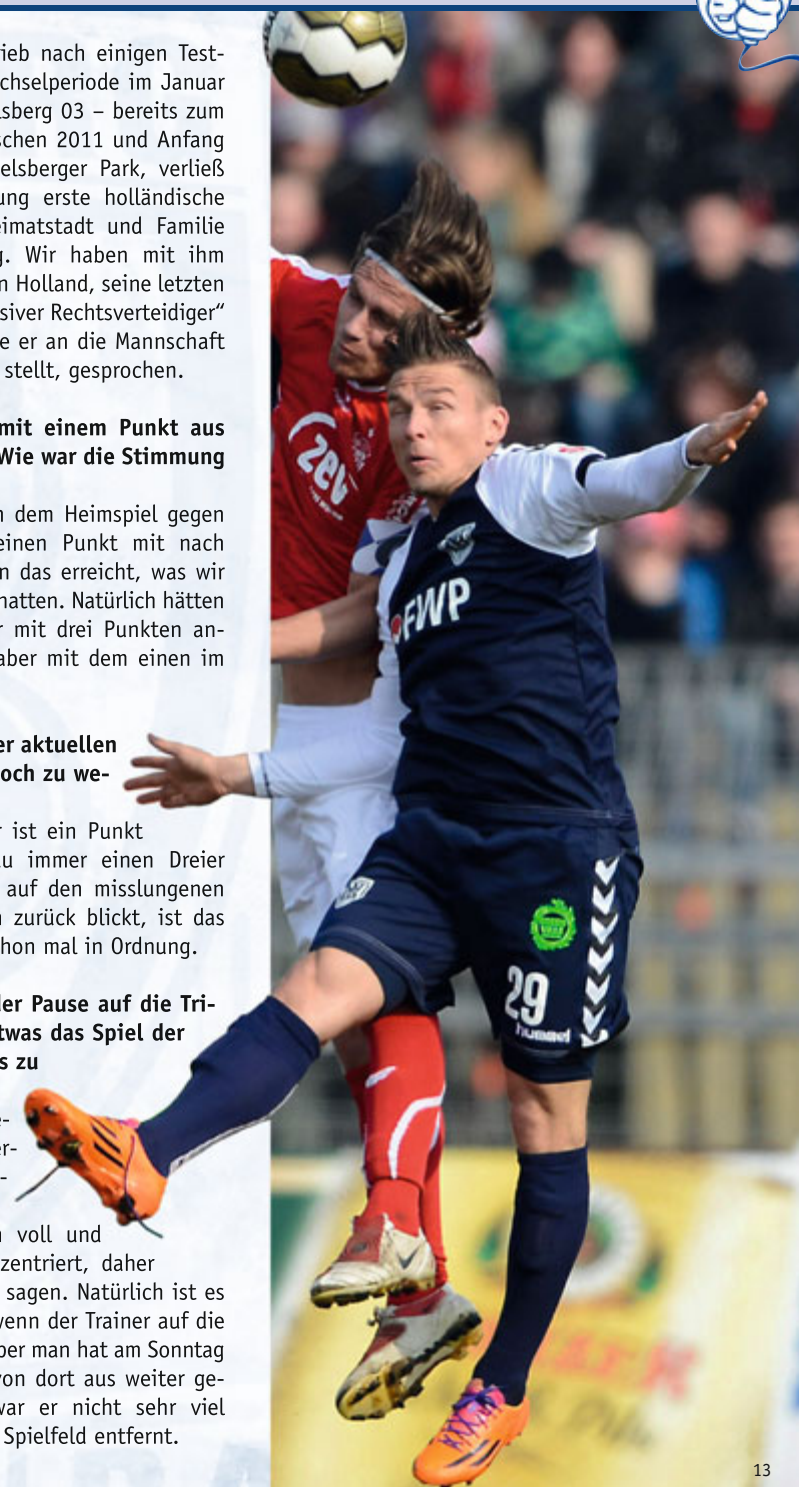 ieb nach einigen Test-
chselperiode im Januar
lsberg 03 – bereits zum
schen 2011 und Anfang
elsberger Park, verließ
ung erste holländische
eimatstadt und Familie
g. Wir haben mit ihm
n Holland, seine letzten
siver Rechtsverteidiger“
e er an die Mannschaft
stellt, gesprochen.
mit einem Punkt aus
Wie war die Stimmung
n dem Heimspiel gegen
einen Punkt mit nach
n das erreicht, was wir
hatten. Natürlich hätten
r mit drei Punkten an-
aber mit dem einen im
er aktuellen
och zu we-
r ist ein Punkt
u immer einen Dreier
auf den misslungenen
n zurück blickt, ist das
hon mal in Ordnung.
der Pause auf die Tri-
twas das Spiel der
s zu
e-
er-
-
n voll und
zentriert, daher
sagen. Natürlich ist es
wenn der Trainer auf die
ber man hat am Sonntag
von dort aus weiter ge-
war er nicht sehr viel
Spielfeld entfernt.
zev
FWP
29
hummel
13